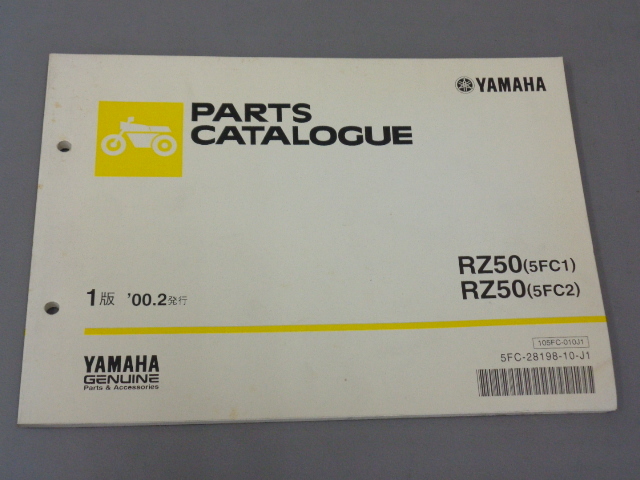 YAMAHA
PARTS
CATALOGUE
RZ50(5FC1)
RZ50(5FC2)
1版 '00.2発行
105FC-010J1
5FC-28198-10-J1
YAMAHA
GENUINE
Parts & Accessories